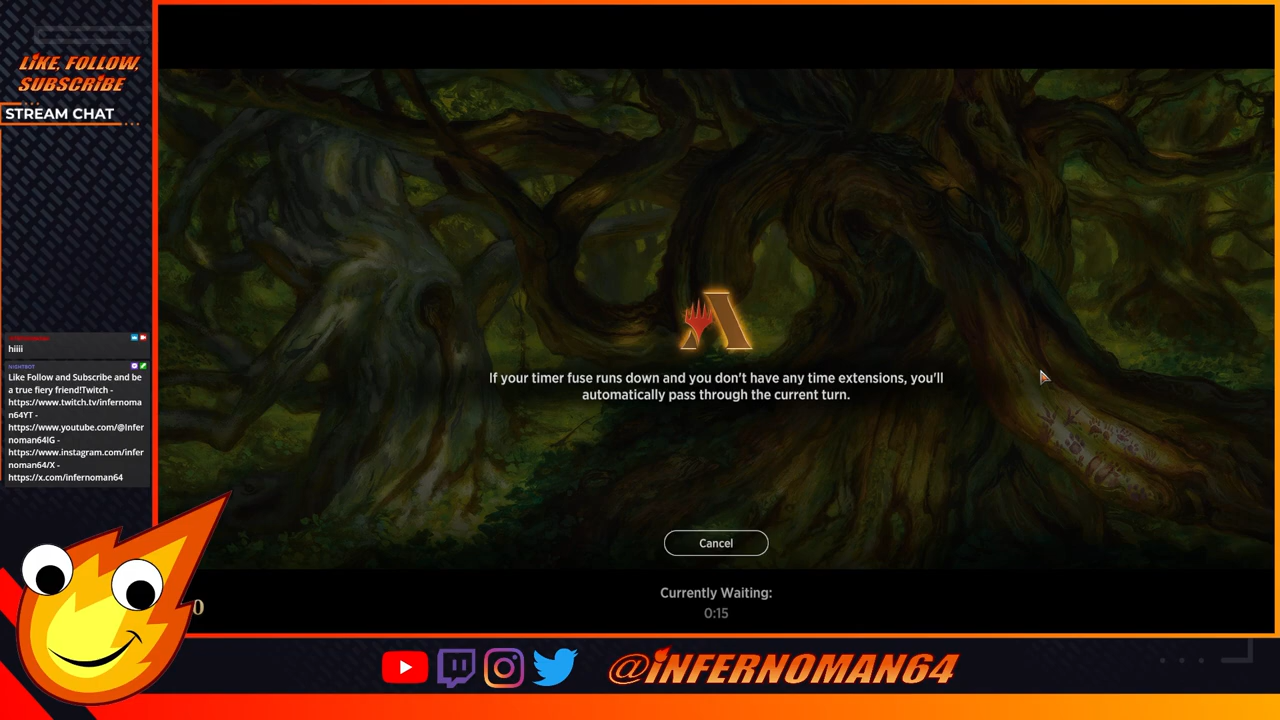 LIKE, FOLLOW,
SUBSCRIBE
STREAM CHAT
hiiii
NIGHTBOT
Like Follow and Subscribe and be
a true fiery friend!Twitch -
https://www.twitch.tv/infernoma
n64YT -
https://www.youtube.com/@Infer
noman64IG -
https://www.instagram.com/infer
noman64/X -
https://x.com/infernoman64
If your timer fuse runs down and you don't have any time extensions, you'll
automatically pass through the current turn.
Cancel
Currently Waiting:
0:15
0
@INFERNOMAN64